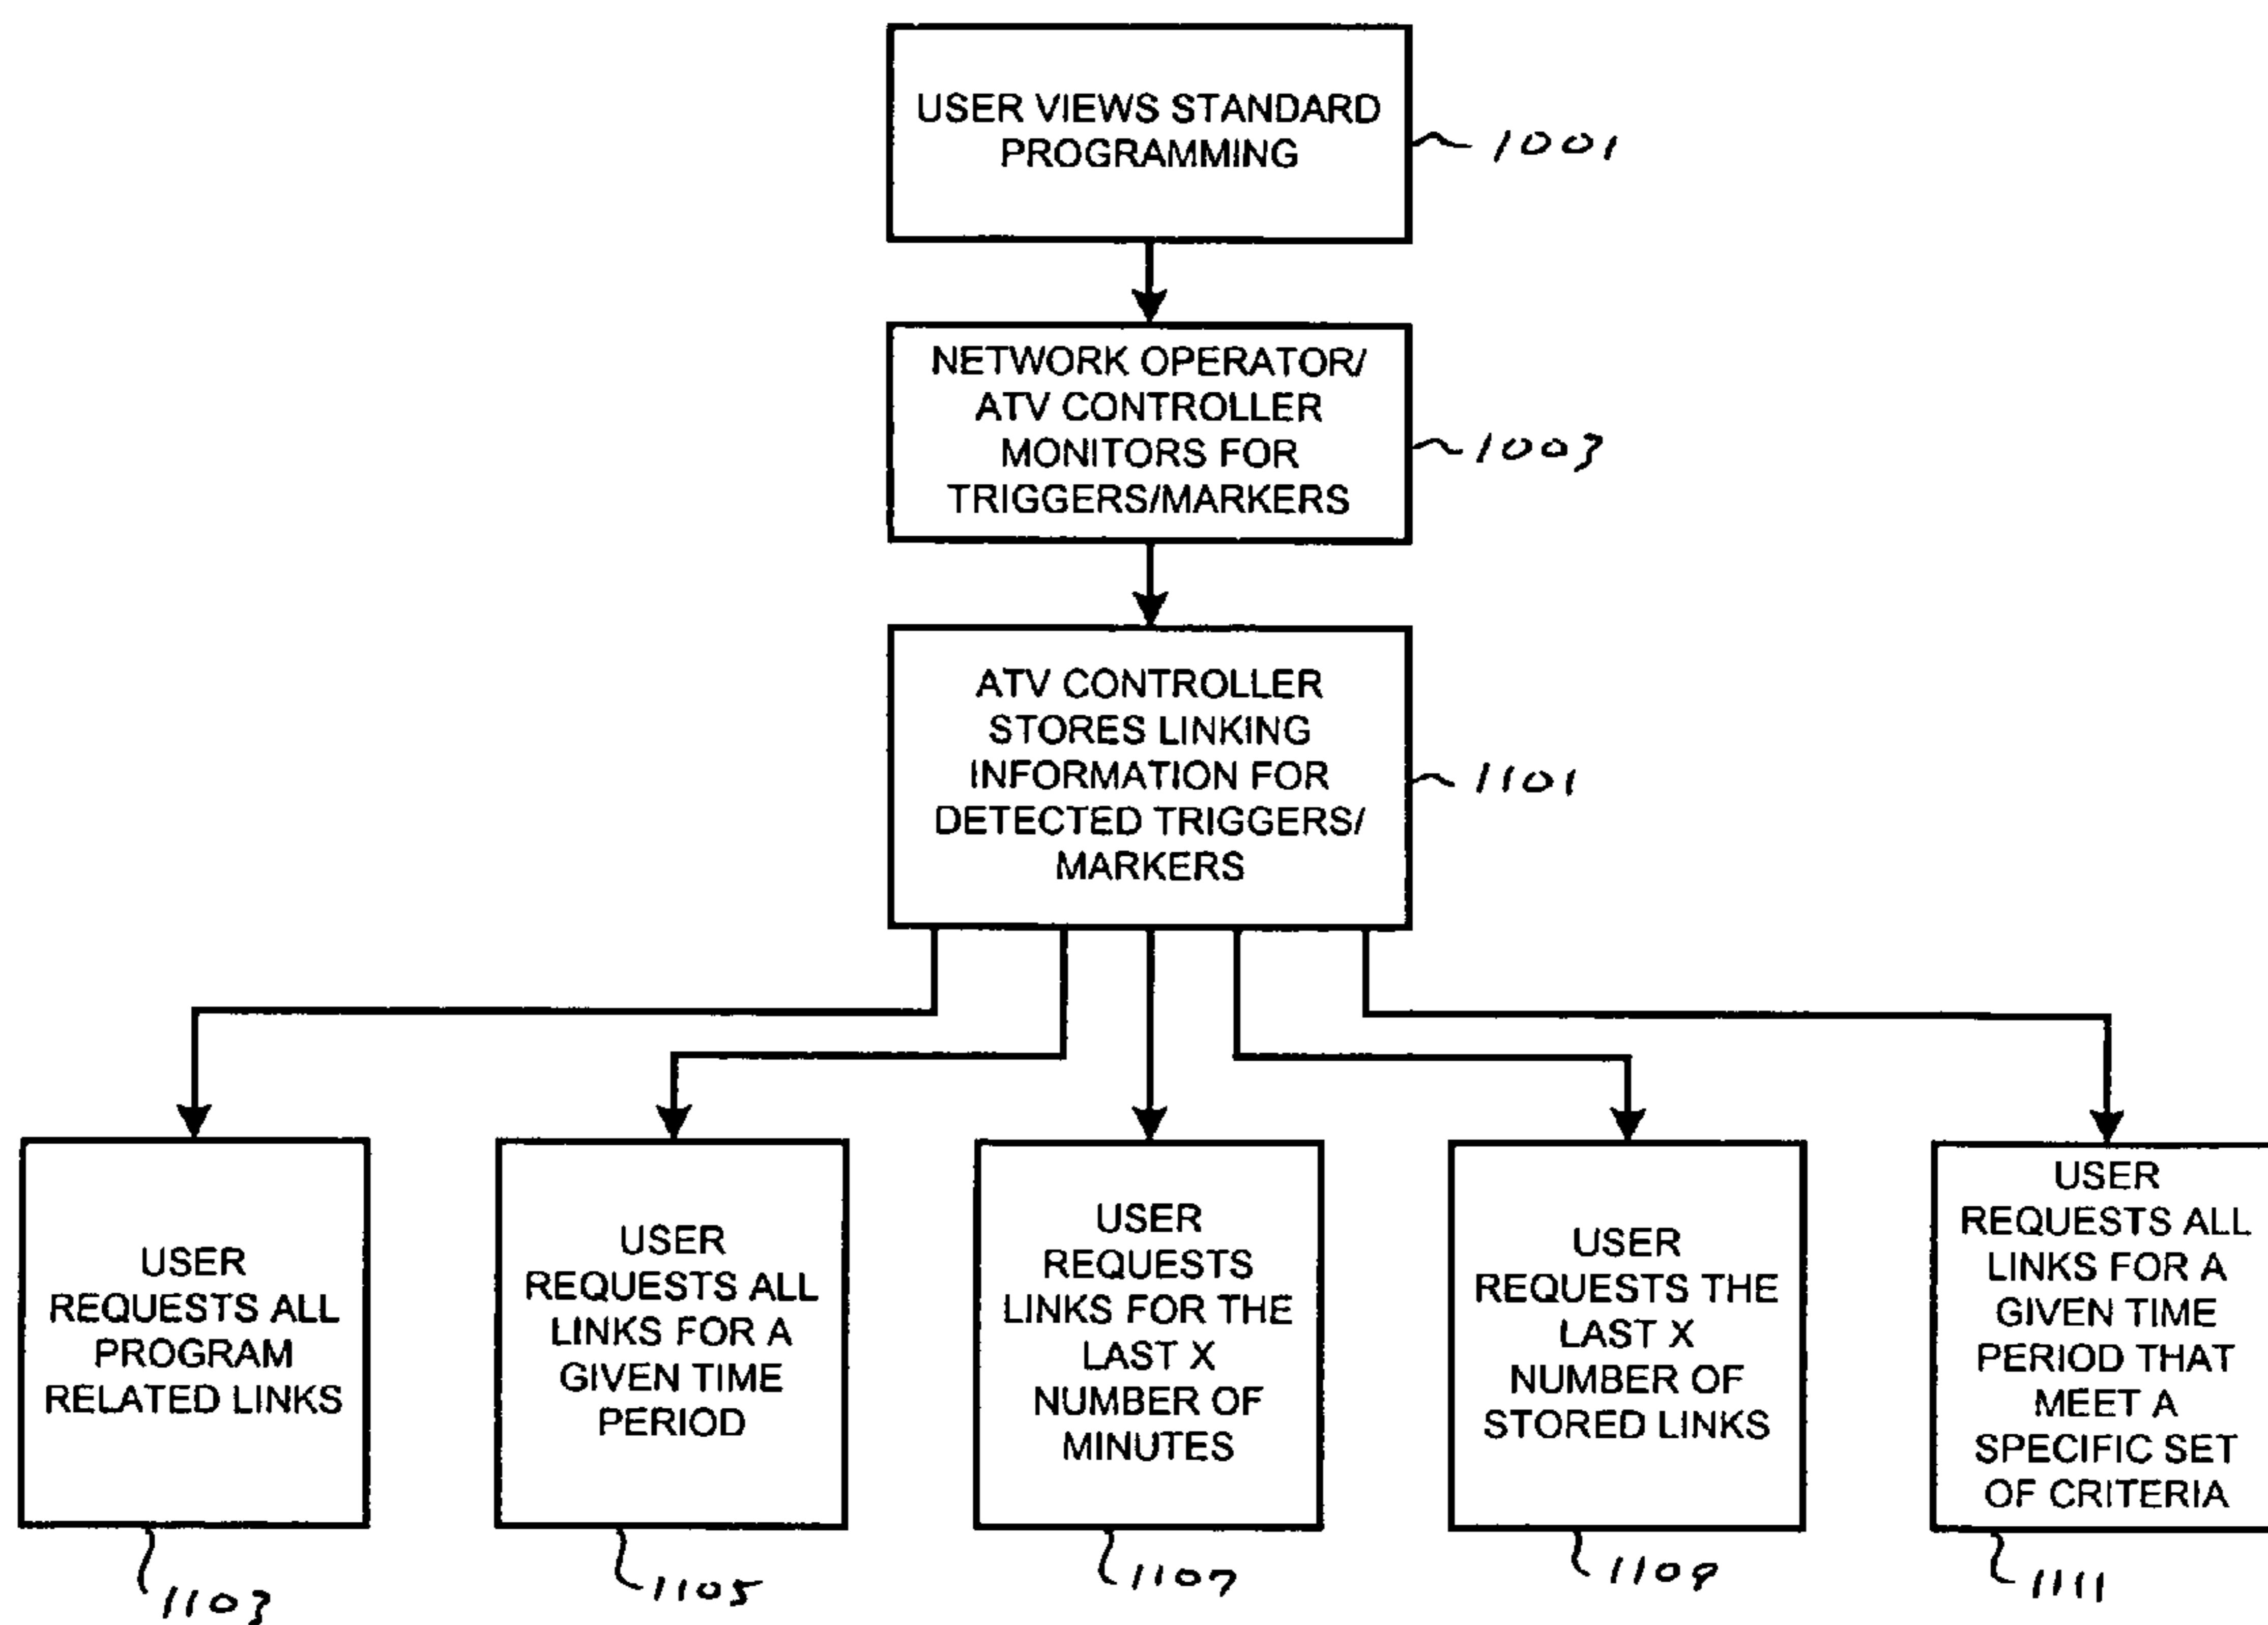 USER VIEWS STANDARD
PROGRAMMING
1001
NETWORK OPERATOR/
ATV CONTROLLER
MONITORS FOR
TRIGGERS/MARKERS
1003
ATV CONTROLLER
STORES LINKING
INFORMATION FOR
DETECTED TRIGGERS/
MARKERS
1101
USER
REQUESTS ALL
PROGRAM
RELATED LINKS
1103
USER
REQUESTS ALL
LINKS FOR A
GIVEN TIME
PERIOD
1105
USER
REQUESTS
LINKS FOR THE
LAST X
NUMBER OF
MINUTES
1107
USER
REQUESTS THE
LAST X
NUMBER OF
STORED LINKS
1109
USER
REQUESTS ALL
LINKS FOR A
GIVEN TIME
PERIOD THAT
MEET A
SPECIFIC SET
OF CRITERIA
1111